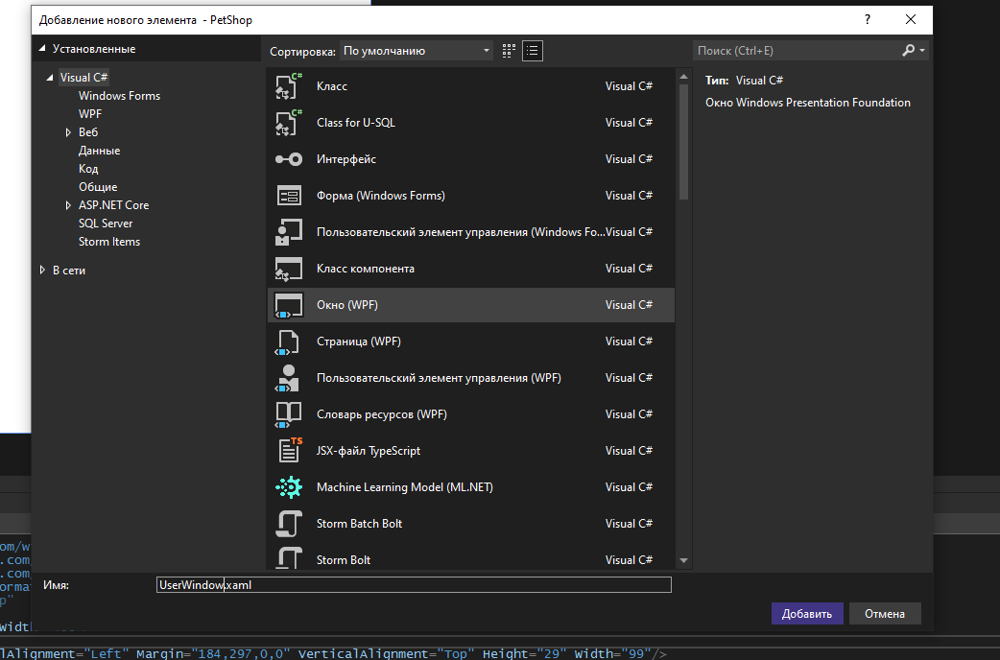 Добавление нового элемента - PetShop
?
Установленные
Сортировка: По умолчанию
Поиск (Ctrl+E)
Visual C#
Windows Forms
WPF
Веб
Данные
Код
Общие
ASP.NET Core
SQL Server
Storm Items
В сети
Класс Visual C#
Class for U-SQL Visual C#
Интерфейс Visual C#
Форма (Windows Forms) Visual C#
Пользовательский элемент управления (Windows Fo... Visual C#
Класс компонента Visual C#
Окно (WPF) Visual C#
Страница (WPF) Visual C#
Пользовательский элемент управления (WPF) Visual C#
Словарь ресурсов (WPF) Visual C#
JSX-файл TypeScript Visual C#
Machine Learning Model (ML.NET) Visual C#
Storm Batch Bolt Visual C#
Storm Bolt Visual C#
Тип: Visual C#
Окно Windows Presentation Foundation
Имя: UserWindow.xaml
Добавить Отмена
om/w
.com/
.com/
ormat
p"
Width
lAlignment="Left" Margin="184,297,0,0" VerticalAlignment="Top" Height="29" Width="99"/>